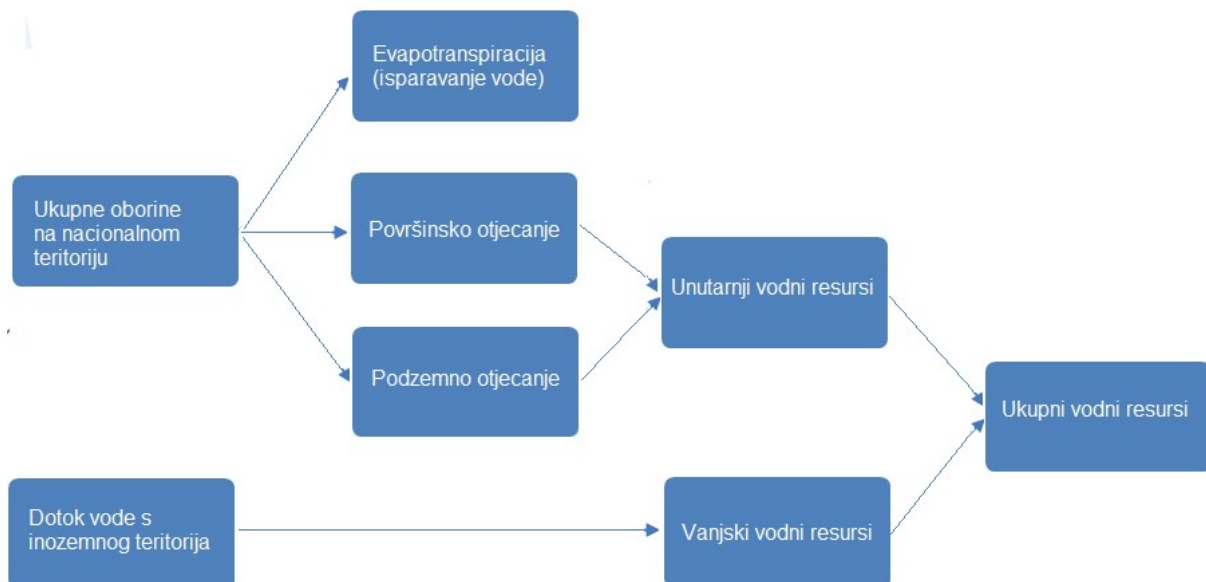 Evapotranspiracija
(isparavanje vode)
Ukupne oborine
na nacionalnom
teritoriju
Površinsko otjecanje
Unutarnji vodni resursi
Podzemno otjecanje
Ukupni vodni resursi
Dotok vode s
inozemnog teritorija
Vanjski vodni resursi